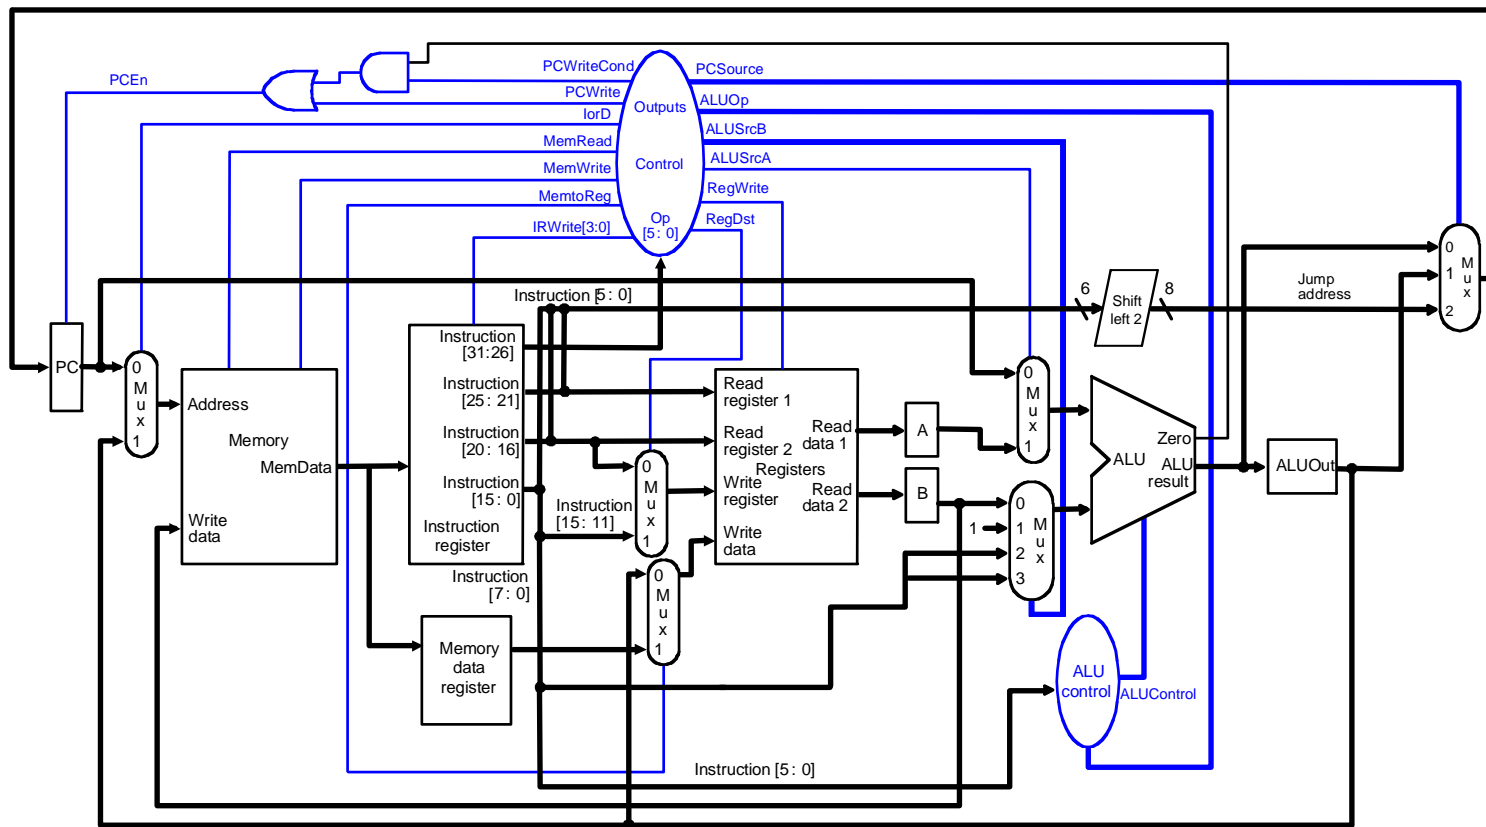 PCEn
PCWriteCond
PCSource
PCWrite
Outputs
ALUOp
IorD
ALUSrcB
MemRead
Control
ALUSrcA
MemWrite
RegWrite
MemtoReg
Op
[5: 0]
RegDst
IRWrite[3:0]
Instruction [5: 0]
6
Shift
left 2
8
Jump
address
0
1
2
M
u
x
PC
0
M
u
x
1
Address
Memory
MemData
Write
data
Instruction
[31:26]
Instruction
[25: 21]
Instruction
[20: 16]
Instruction
[15: 0]
Instruction
register
Instruction
[15: 11]
Instruction
[7: 0]
0
M
u
x
1
Read
register 1
Read
register 2
Registers
Write
register
Write
data
Read
data 1
Read
data 2
A
B
0
M
u
x
1
0
1
1
2
3
M
u
x
Zero
ALU
ALU
result
ALUOut
0
M
u
x
1
Memory
data
register
ALU
control
ALUControl
Instruction [5: 0]